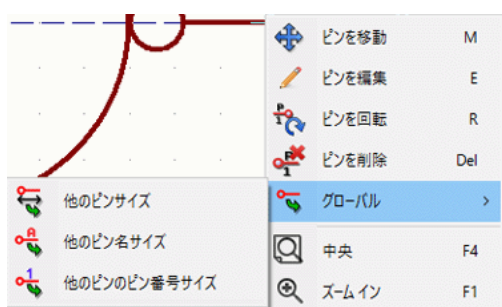 ピンを移動 M
ピンを編集 E
ピンを回転 R
ピンを削除 Del
グローバル >
他のピンサイズ
他のピン名サイズ
他のピンのピン番号サイズ
中央 F4
ズームイン F1